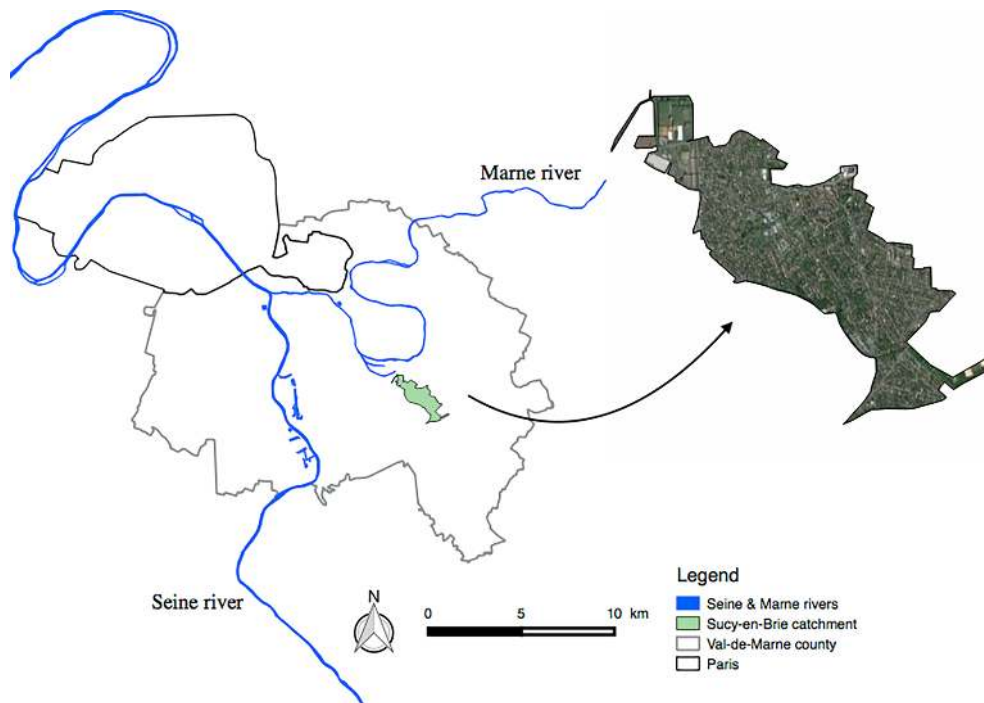 Marne river
Seine river
N
0 5 10 km
Legend
Seine & Marne rivers
Sucy-en-Brie catchment
Val-de-Marne county
Paris